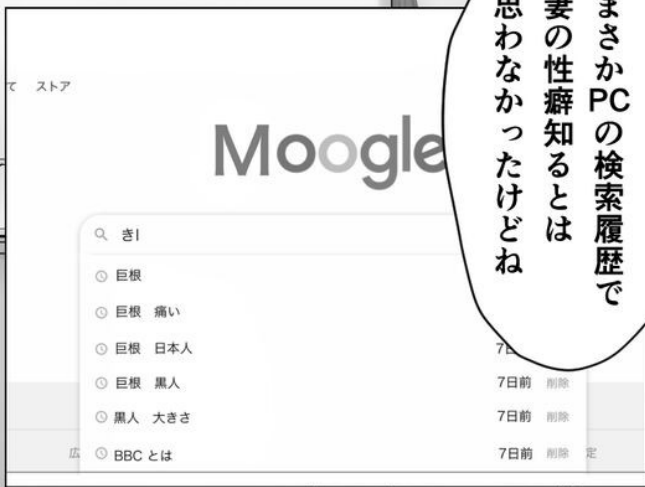 まさかPCの検索履歴で
妻の性癖知るとは
思わなかったけどね
て ストア
Moogle
き|
巨根
巨根 痛い
巨根 日本人
巨根 黒人 7日前 削除
黒人 大きさ 7日前 削除
BBC とは 7日前 削除
広
定